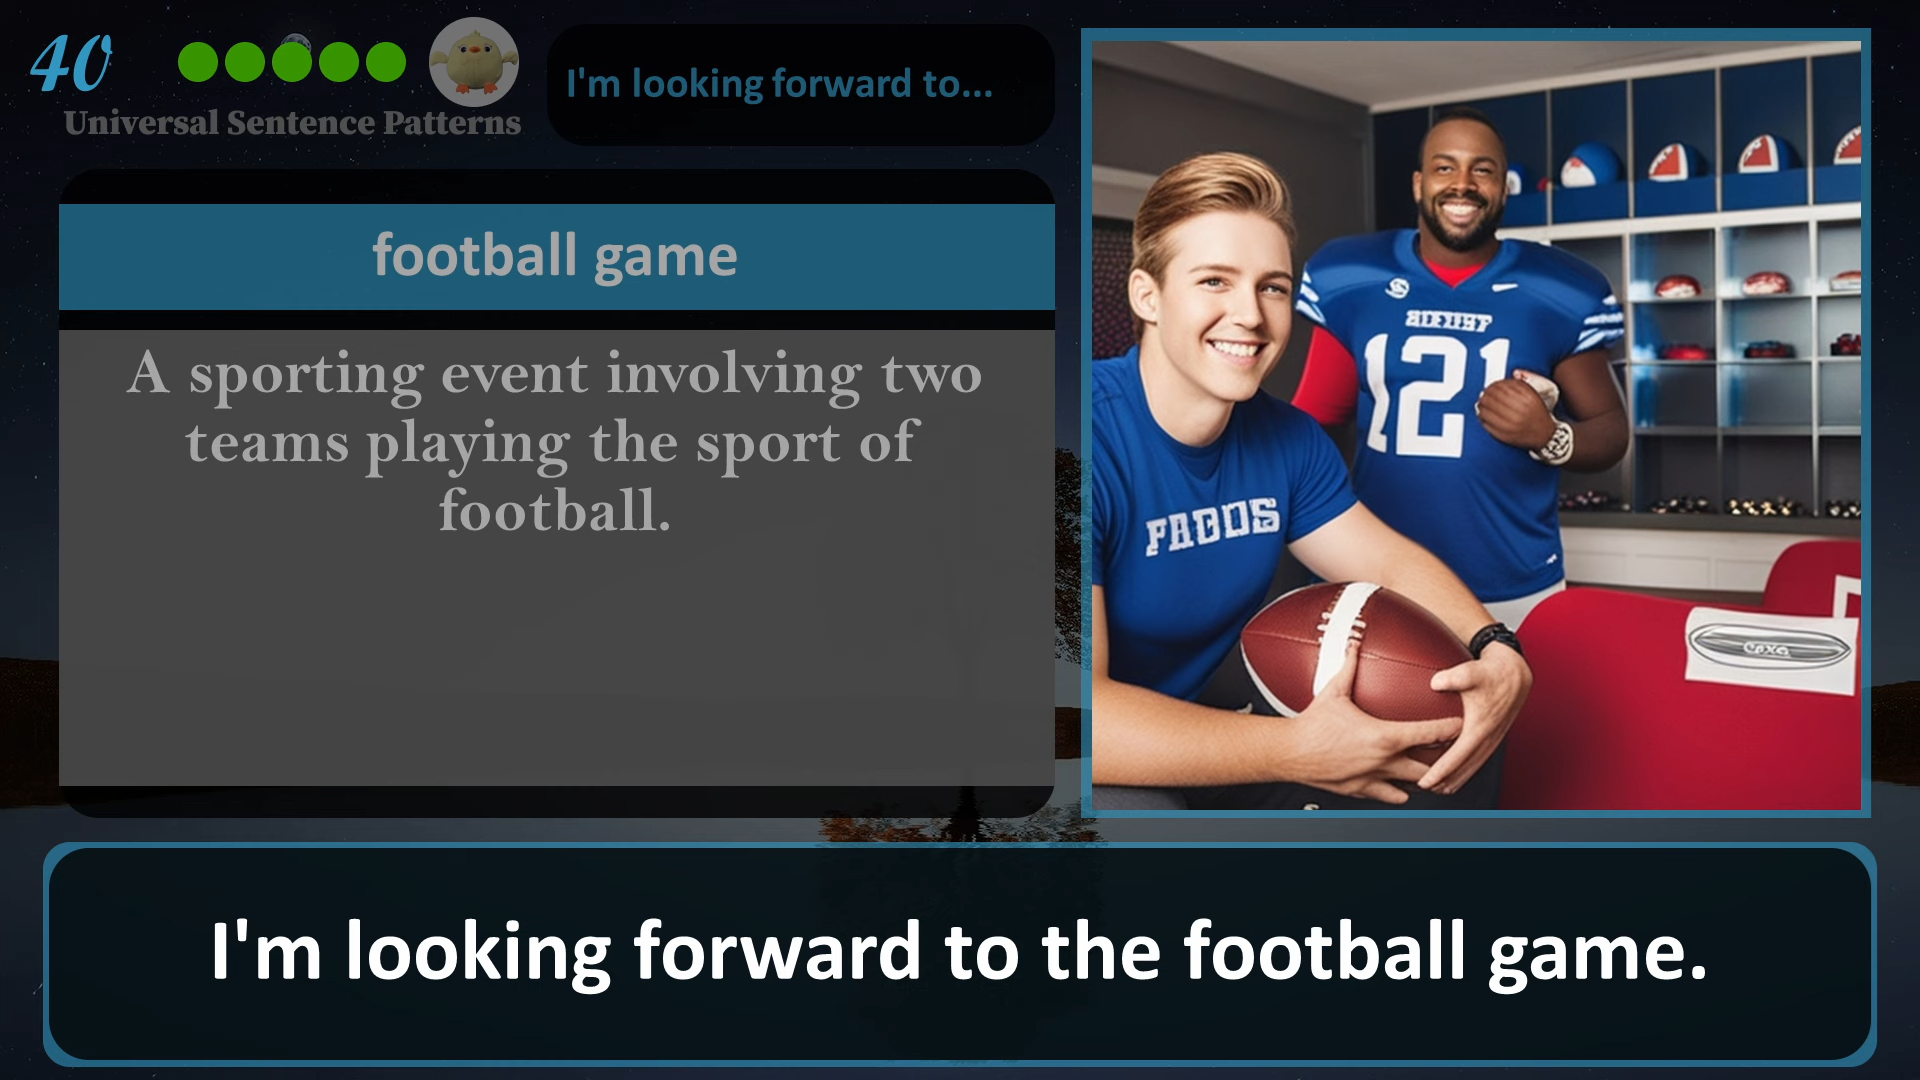 40
Universal Sentence Patterns
I'm looking forward to...
football game
A sporting event involving two
teams playing the sport of
football.
FADOS
121
I'm looking forward to the football game.